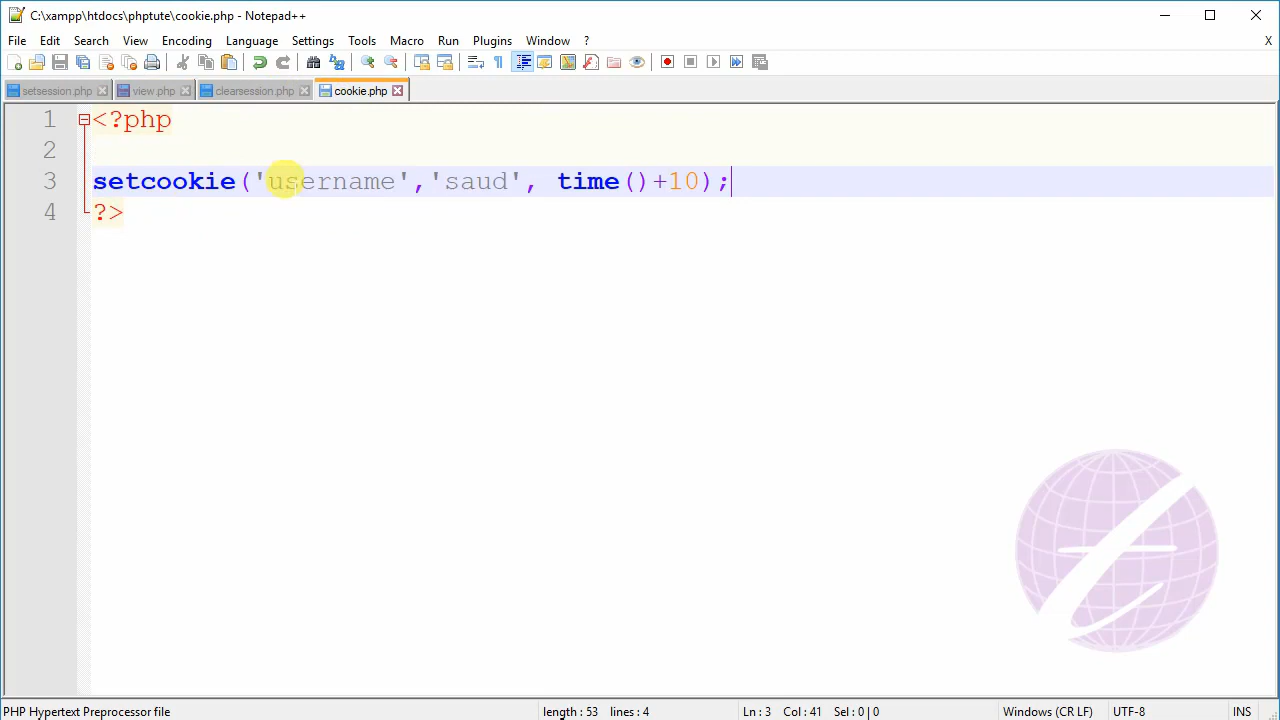 C:\xampp\htdocs\phptute\cookie.php - Notepad++
File Edit Search View Encoding Language Settings Tools Macro Run Plugins Window ? X
setsession.php view.php clearsession.php cookie.php
1 <?php
2
3 setcookie('username','saud', time()+10);
4 ?>
PHP Hypertext Preprocessor file length : 53 lines : 4 Ln : 3 Col : 41 Sel : 0 | 0 Windows (CR LF) UTF-8 INS